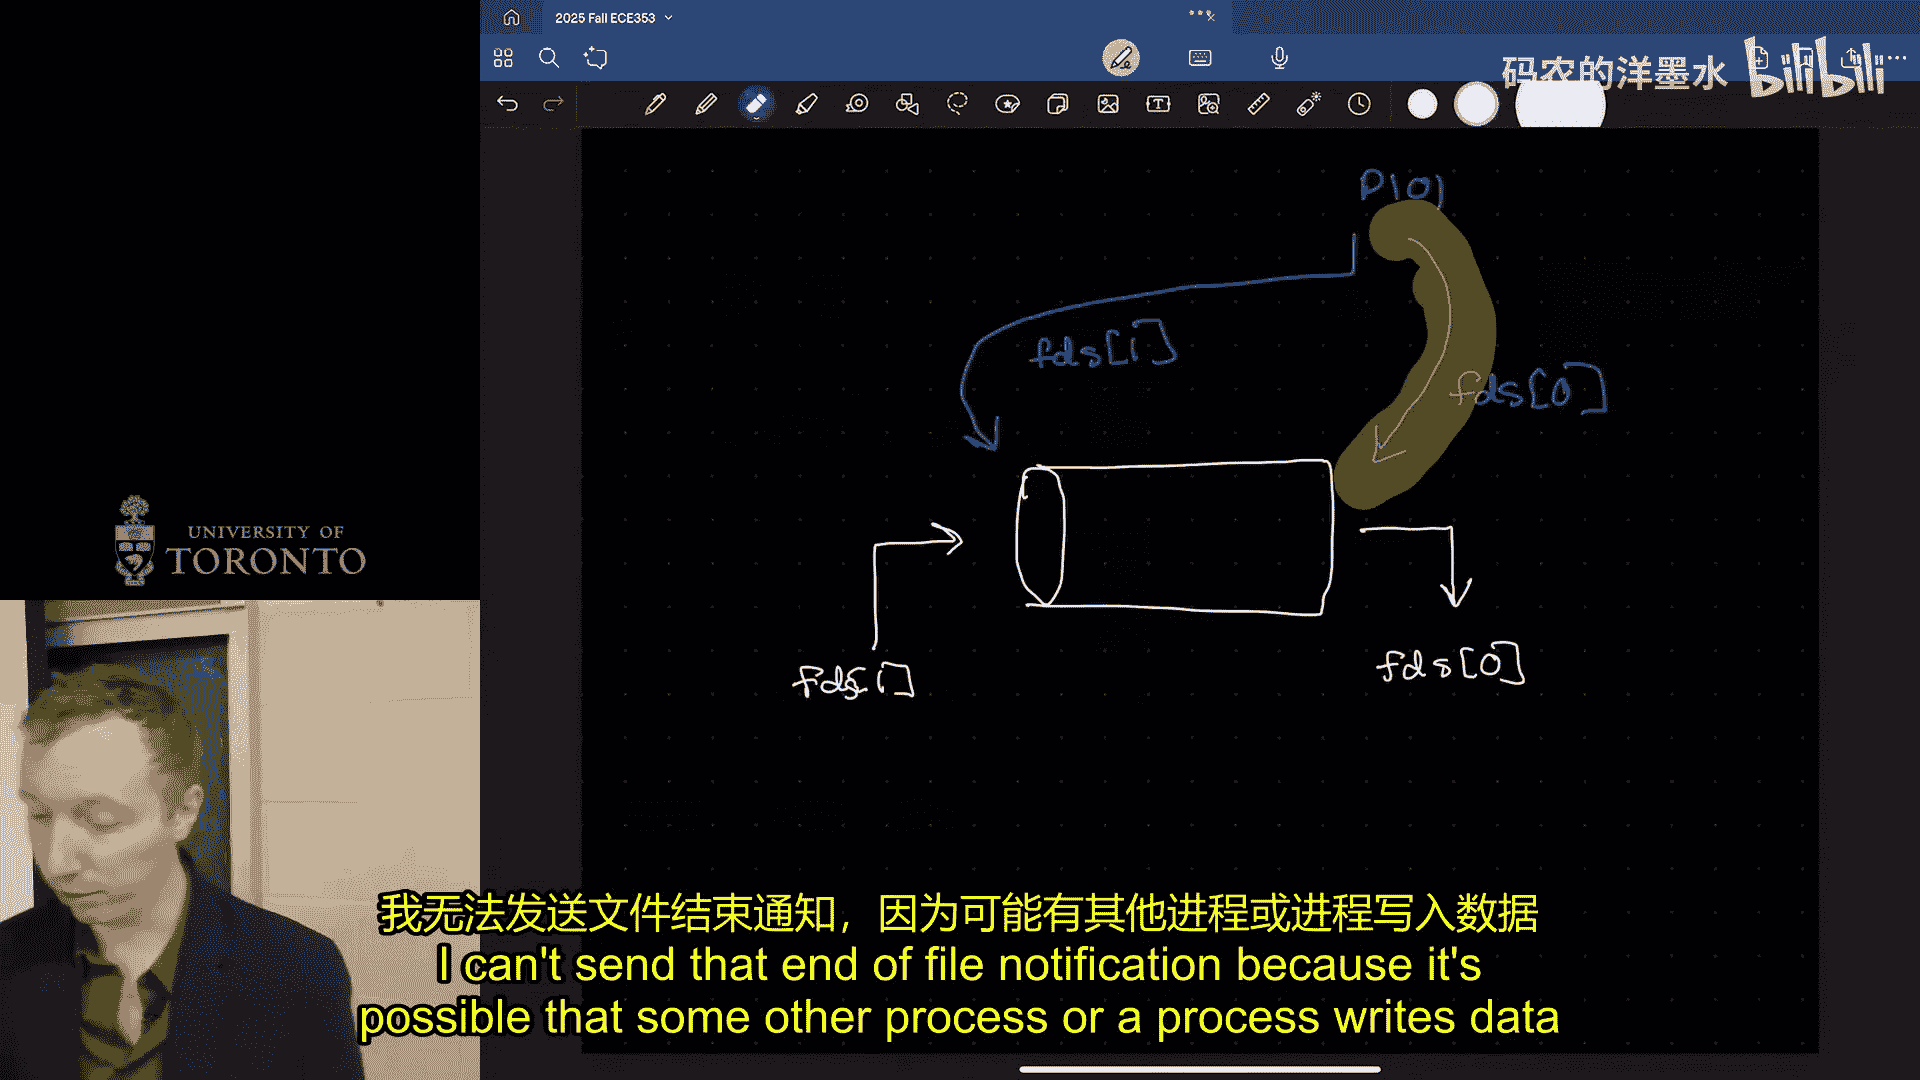 2025 Fall ECE353
码农的洋墨水 bilibili
P(0)
fds[1]
fds[0]
UNIVERSITY OF
TORONTO
fds[1]
fds[0]
我无法发送文件结束通知，因为可能有其他进程或进程写入数据
I can't send that end of file notification because it's
possible that some other process or a process writes data